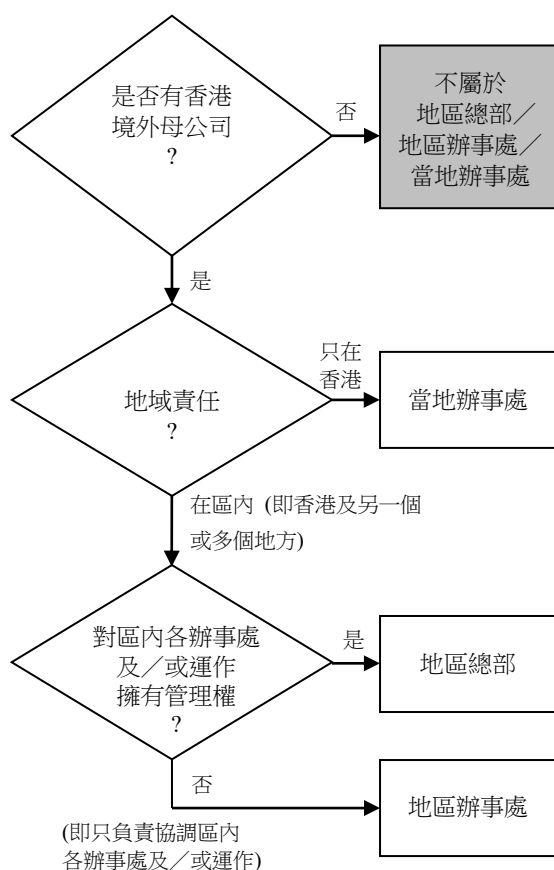 是否有香港
境外母公司
?
否
不屬於
地區總部／
地區辦事處／
當地辦事處
是
地域責任
?
只在
香港
當地辦事處
在區內 (即香港及另一個
或多個地方)
對區內各辦事處
及／或運作
擁有管理權
?
是
地區總部
否
地區辦事處
(即只負責協調區內
各辦事處及／或運作)